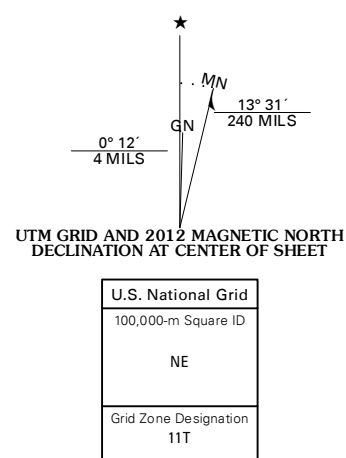 ★
MN
GN
13° 31´
240 MILS
0° 12´
4 MILS
UTM GRID AND 2012 MAGNETIC NORTH
DECLINATION AT CENTER OF SHEET
U.S. National Grid
100,000-m Square ID
NE
Grid Zone Designation
11T